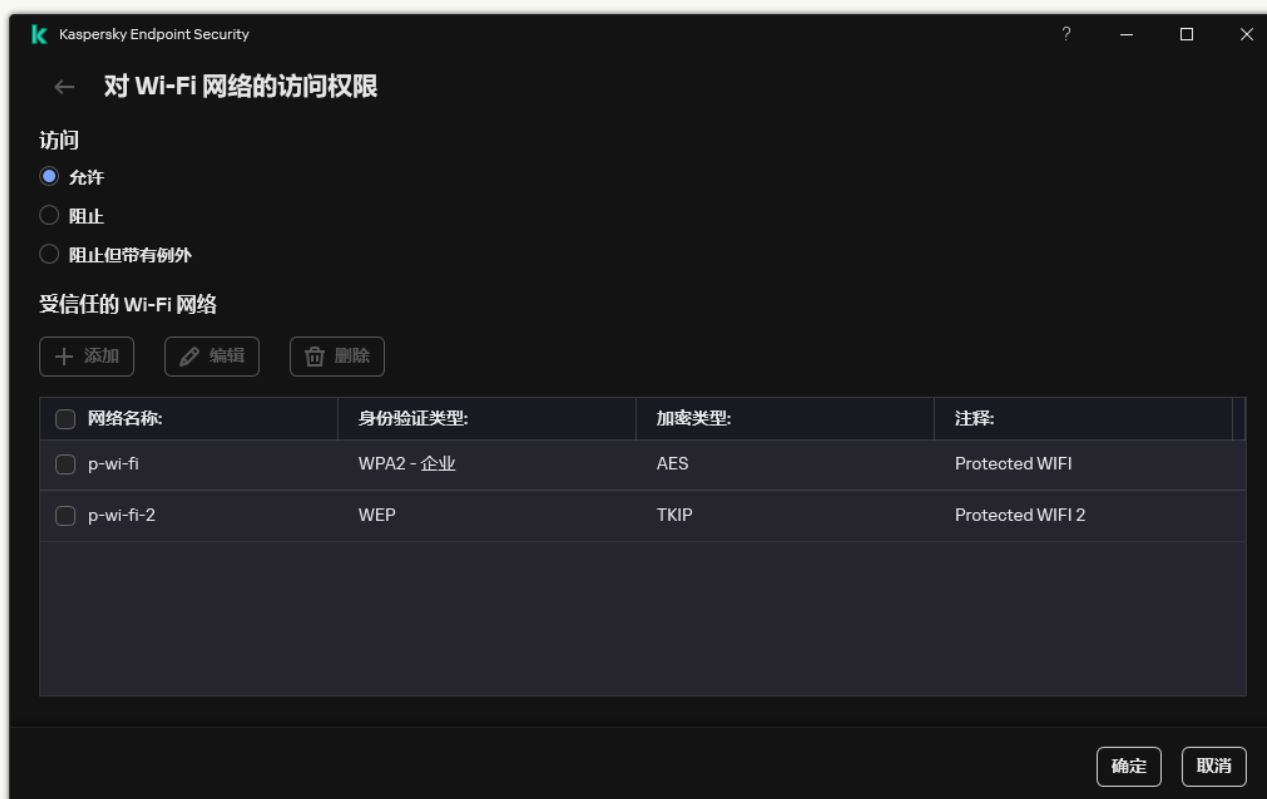 Kaspersky Endpoint Security
对 Wi-Fi 网络的访问权限
访问
允许
阻止
阻止但带有例外
受信任的 Wi-Fi 网络
添加 编辑 删除
网络名称: 身份验证类型: 加密类型: 注释:
p-wi-fi WPA2 - 企业 AES Protected WIFI
p-wi-fi-2 WEP TKIP Protected WIFI 2
确定 取消